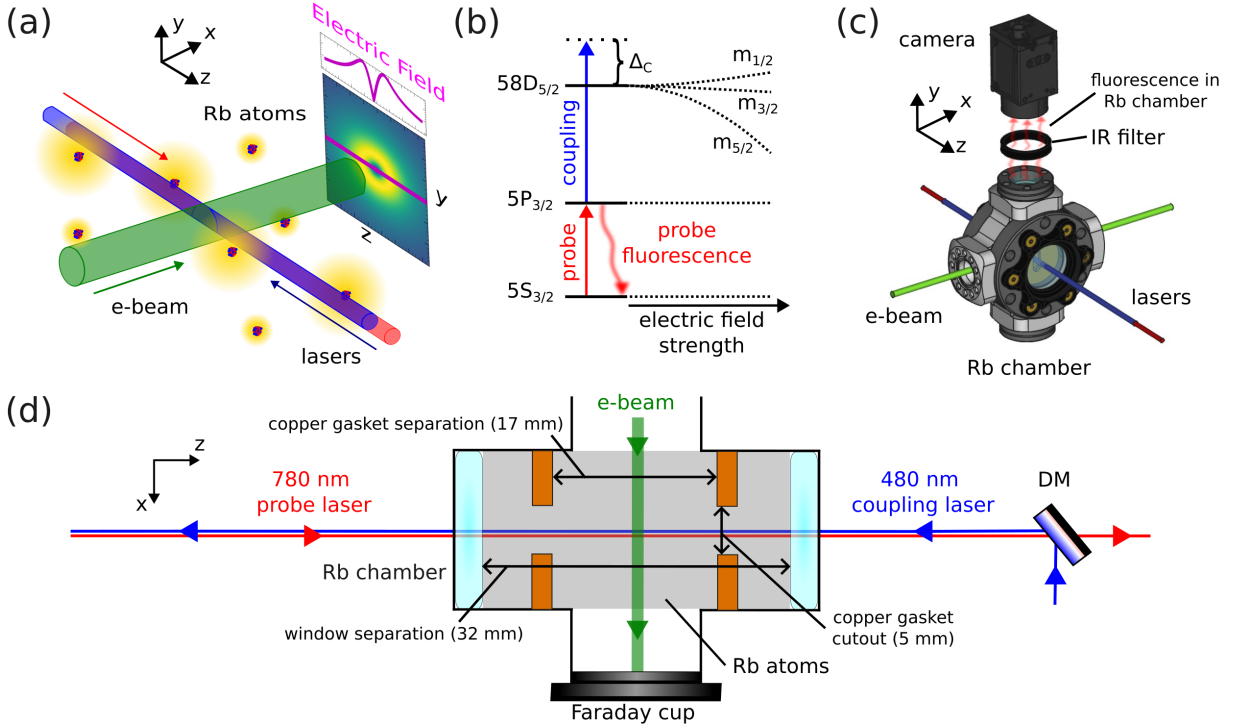 (a)
y
x
z
Electric Field
Rb atoms
y
z
e-beam
lasers
(b)
Δ_C
58D_5/2
m_1/2
m_3/2
m_5/2
coupling
5P_3/2
probe
probe
fluorescence
5S_3/2
electric field
strength
(c)
camera
fluorescence in
Rb chamber
y
x
z
IR filter
e-beam
lasers
Rb chamber
(d)
e-beam
copper gasket separation (17 mm)
z
x
780 nm
probe laser
480 nm
coupling laser
DM
Rb chamber
window separation (32 mm)
copper gasket
cutout (5 mm)
Rb atoms
Faraday cup